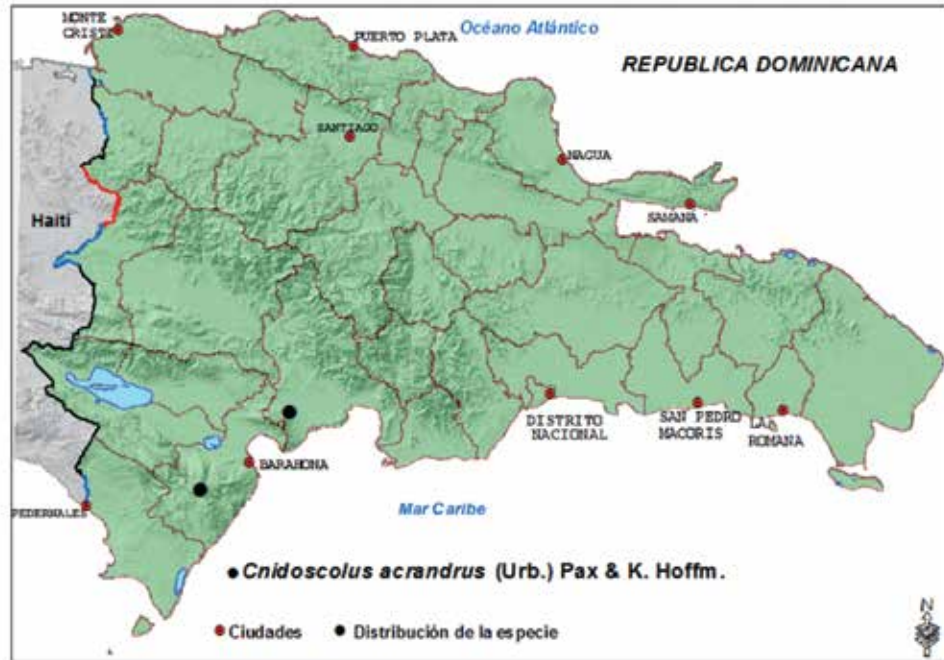 MONTE
CRISTI
PUERTO PLATA
Océano Atlántico
REPUBLICA DOMINICANA
SANTIAGO
NAGUA
SAMANA
Haití
DISTRITO
NACIONAL
SAN PEDRO
MACORIS
LA
ROMANA
BARAHONA
PEDERNALES
Mar Caribe
Cnidoscolus acrandrus (Urb.) Pax & K. Hoffm.
Ciudades
Distribución de la especie
N